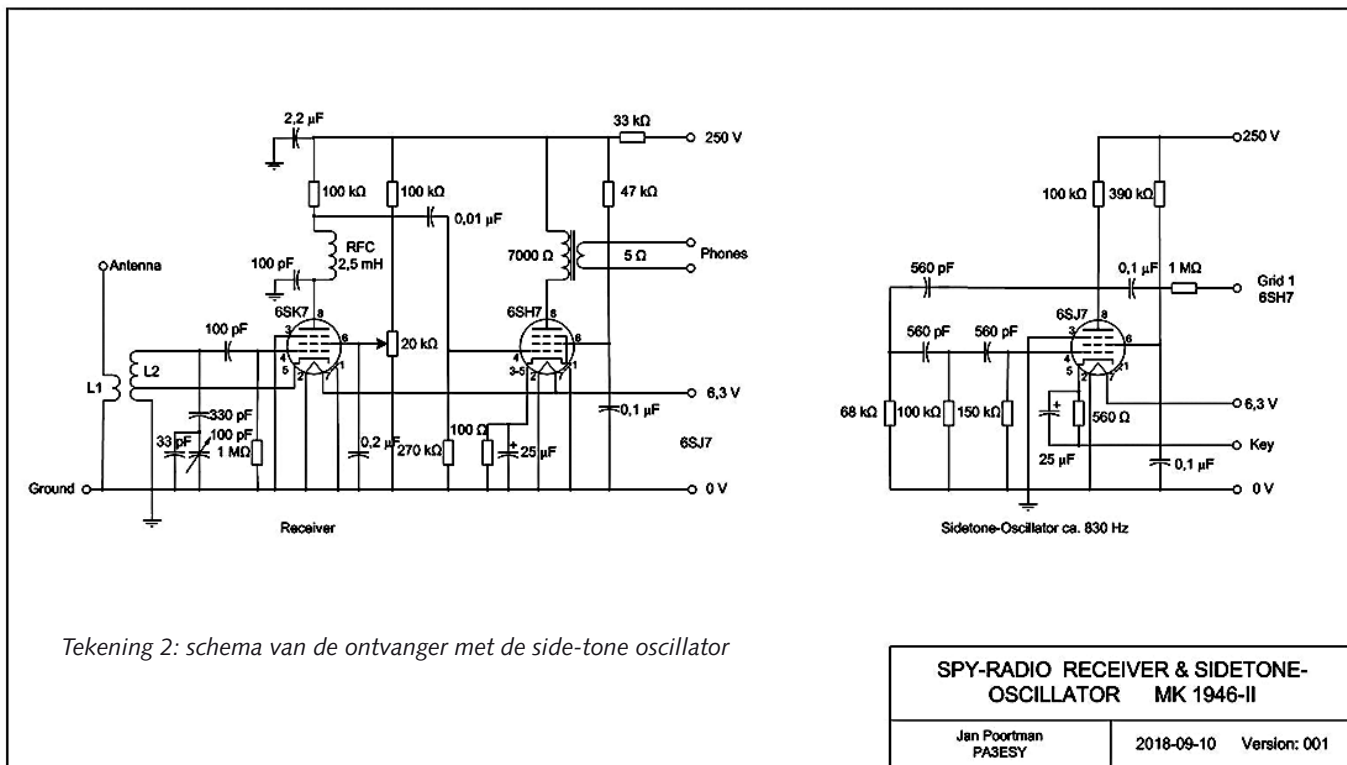 2,2 µF
33 kΩ
250 V
100 kΩ
100 kΩ
47 kΩ
0,01 µF
RFC
2,5 mH
7000 Ω
5 Ω
Phones
Antenna
100 pF
6SK7
8
3
6
4
5
2
7
1
100 pF
20 kΩ
6SH7
8
6
4
3-5
2
7
1
L1
L2
330 pF
33 pF
100 pF
1 MΩ
0,2 µF
270 kΩ
100 Ω
+
25 µF
0,1 µF
6,3 V
6SJ7
Ground
0 V
Receiver
250 V
100 kΩ
390 kΩ
560 pF
0,1 µF
1 MΩ
Grid 1
6SH7
560 pF
560 pF
6SJ7
8
3
6
4
5
2
7
1
68 kΩ
100 kΩ
150 kΩ
+
560 Ω
25 µF
6,3 V
Key
0,1 µF
0 V
Sidetone-Oscillator ca. 830 Hz
Tekening 2: schema van de ontvanger met de side-tone oscillator
SPY-RADIO RECEIVER & SIDETONE-
OSCILLATOR MK 1946-II
Jan Poortman
PA3ESY
2018-09-10 Version: 001